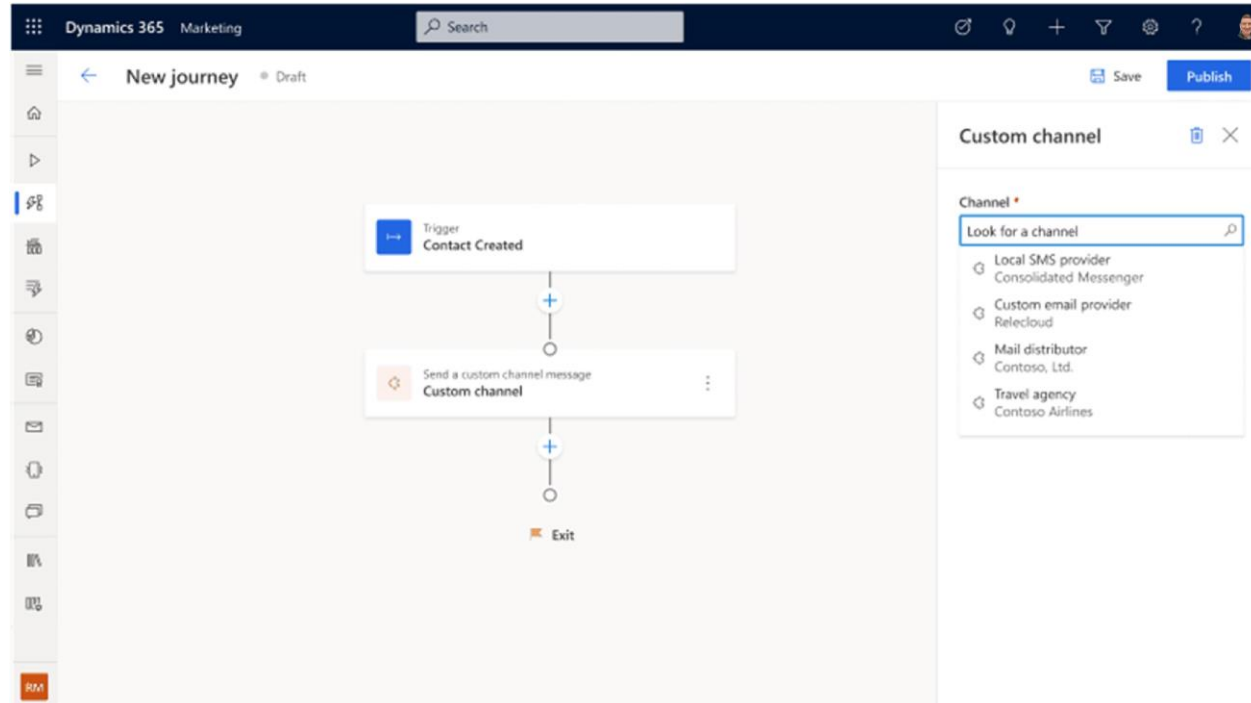 Dynamics 365 Marketing
Search
New journey
Draft
Save
Publish
Custom channel
Channel *
Look for a channel
Local SMS provider
Consolidated Messenger
Custom email provider
Relecloud
Mail distributor
Contoso, Ltd.
Travel agency
Contoso Airlines
Trigger
Contact Created
Send a custom channel message
Custom channel
Exit
RM